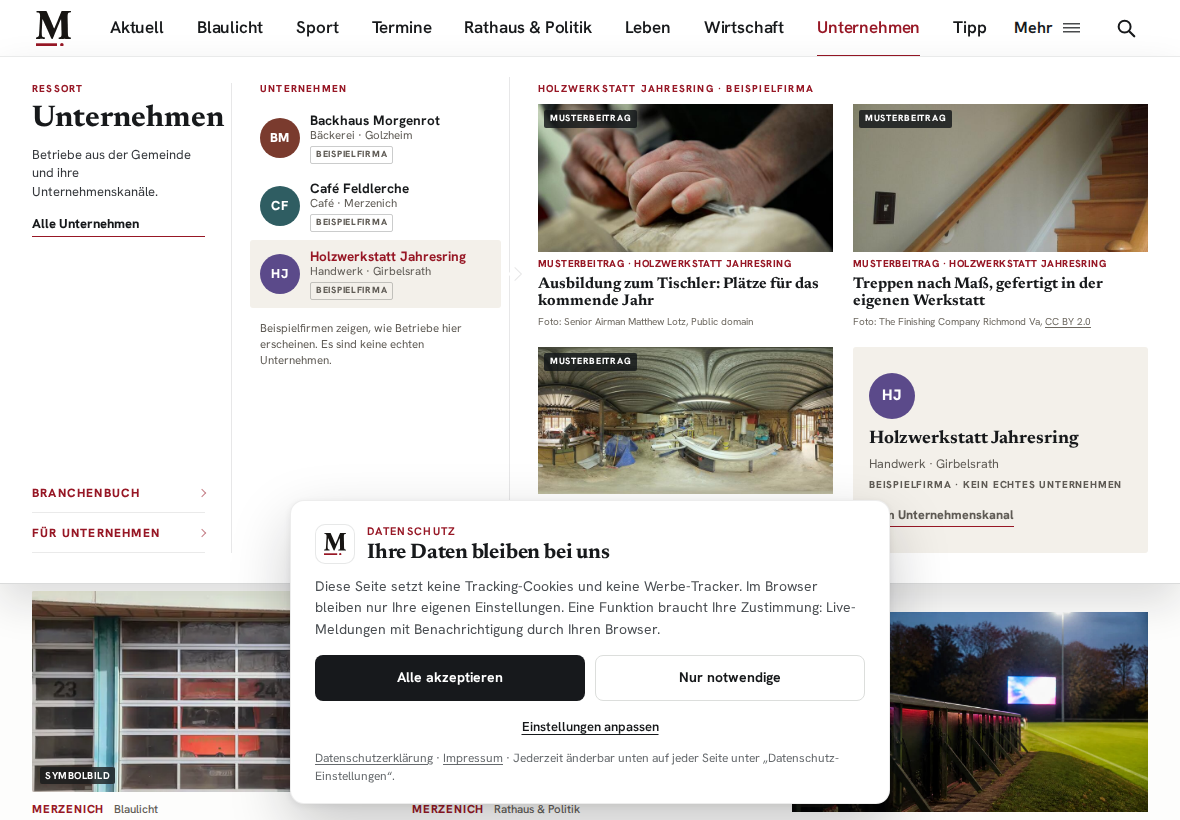 M.
Aktuell
Blaulicht
Sport
Termine
Rathaus & Politik
Leben
Wirtschaft
Unternehmen
Tipp
Mehr
RESSORT
Unternehmen
Betriebe aus der Gemeinde
und ihre
Unternehmenskanäle.
Alle Unternehmen
BRANCHENBUCH
FÜR UNTERNEHMEN
UNTERNEHMEN
BM
Backhaus Morgenrot
Bäckerei · Golzheim
BEISPIELFIRMA
CF
Café Feldlerche
Café · Merzenich
BEISPIELFIRMA
HJ
Holzwerkstatt Jahresring
Handwerk · Girbelsrath
BEISPIELFIRMA
Beispielfirmen zeigen, wie Betriebe hier
erscheinen. Es sind keine echten
Unternehmen.
HOLZWERKSTATT JAHRESRING · BEISPIELFIRMA
MUSTERBEITRAG
MUSTERBEITRAG · HOLZWERKSTATT JAHRESRING
Ausbildung zum Tischler: Plätze für das
kommende Jahr
Foto: Senior Airman Matthew Lotz, Public domain
MUSTERBEITRAG
MUSTERBEITRAG · HOLZWERKSTATT JAHRESRING
Treppen nach Maß, gefertigt in der
eigenen Werkstatt
Foto: The Finishing Company Richmond Va, CC BY 2.0
MUSTERBEITRAG
HJ
Holzwerkstatt Jahresring
Handwerk · Girbelsrath
BEISPIELFIRMA · KEIN ECHTES UNTERNEHMEN
Unternehmenskanal
M.
DATENSCHUTZ
Ihre Daten bleiben bei uns
Diese Seite setzt keine Tracking-Cookies und keine Werbe-Tracker. Im Browser
bleiben nur Ihre eigenen Einstellungen. Eine Funktion braucht Ihre Zustimmung: Live-
Meldungen mit Benachrichtigung durch Ihren Browser.
Alle akzeptieren
Nur notwendige
Einstellungen anpassen
Datenschutzerklärung · Impressum · Jederzeit änderbar unten auf jeder Seite unter „Datenschutz-
Einstellungen“.
23
24
SYMBOLBILD
MERZENICH Blaulicht
MERZENICH Rathaus & Politik